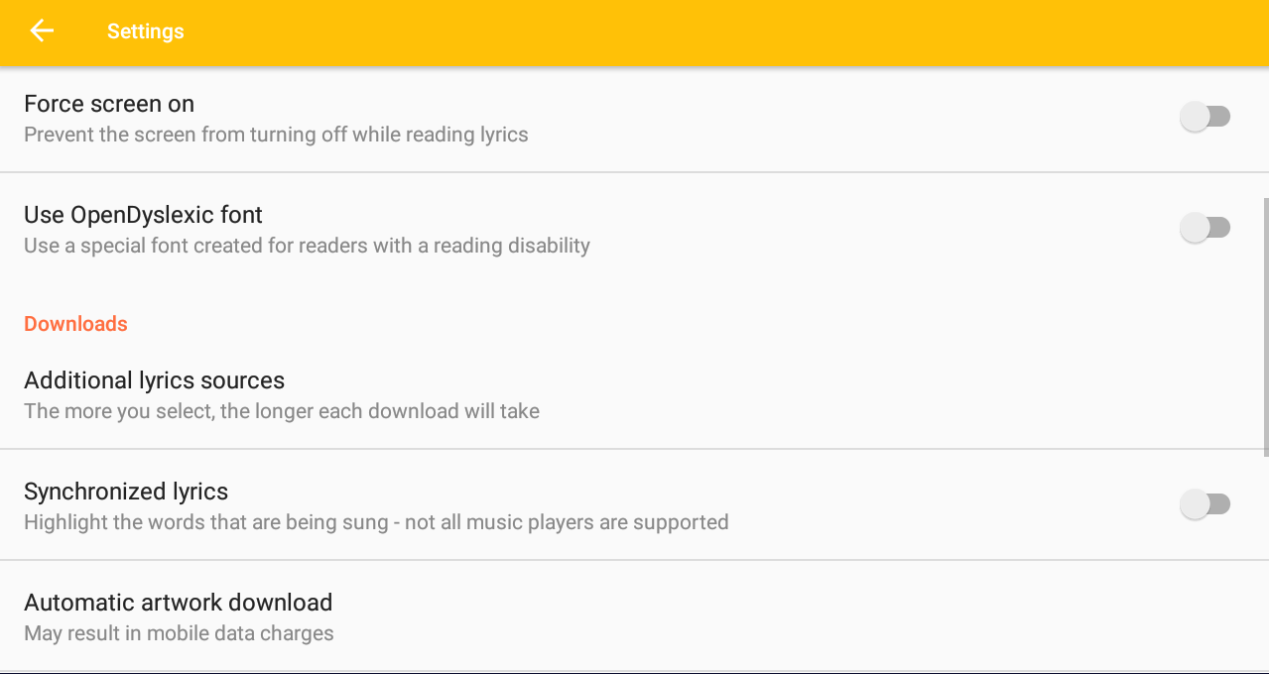 Settings
Force screen on
Prevent the screen from turning off while reading lyrics
Use OpenDyslexic font
Use a special font created for readers with a reading disability
Downloads
Additional lyrics sources
The more you select, the longer each download will take
Synchronized lyrics
Highlight the words that are being sung - not all music players are supported
Automatic artwork download
May result in mobile data charges